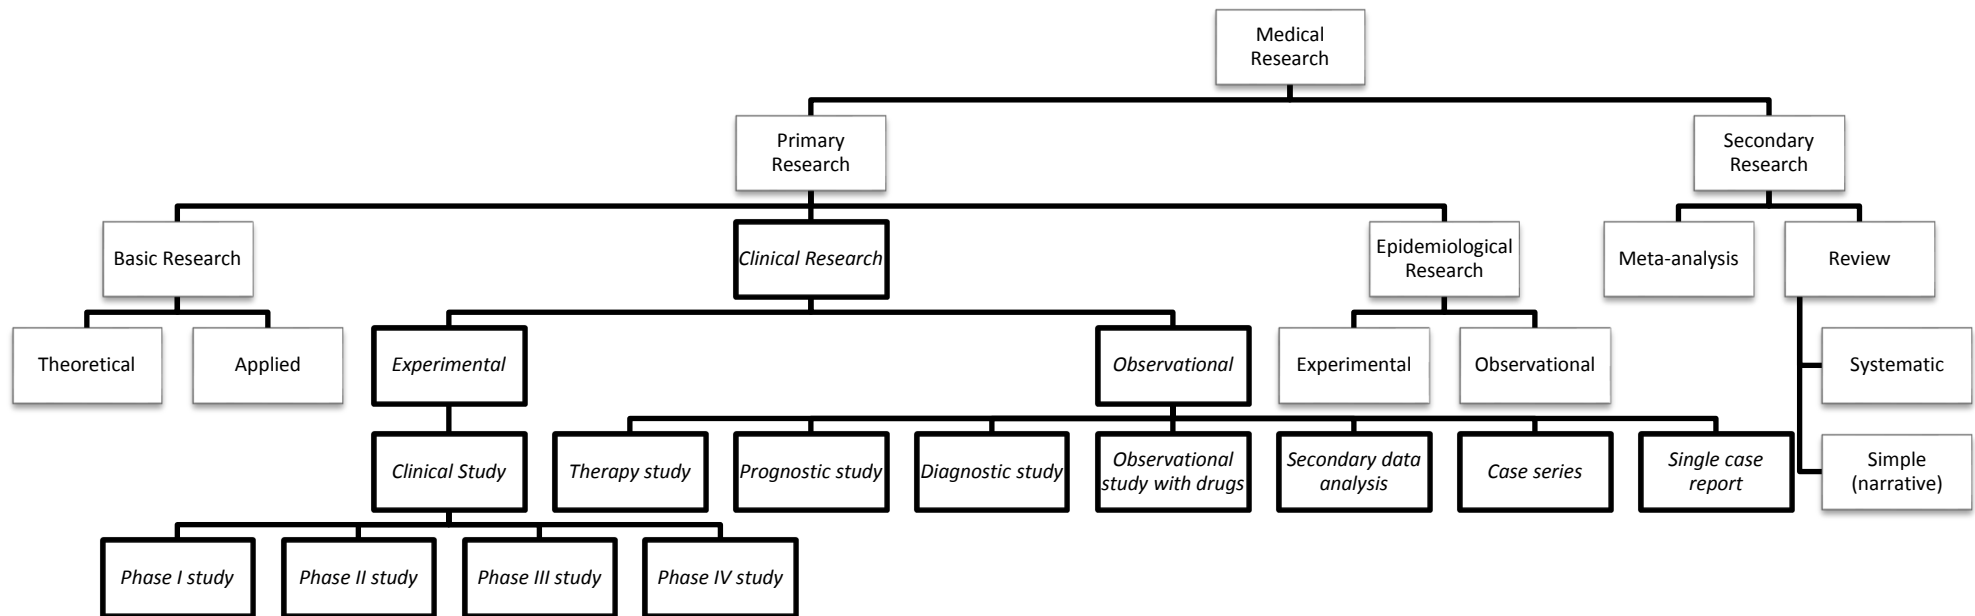 Medical
Research
Primary
Research
Secondary
Research
Basic Research
Clinical Research
Epidemiological
Research
Meta-analysis
Review
Theoretical
Applied
Experimental
Observational
Experimental
Observational
Systematic
Clinical Study
Therapy study
Prognostic study
Diagnostic study
Observational
study with drugs
Secondary data
analysis
Case series
Single case
report
Simple
(narrative)
Phase I study
Phase II study
Phase III study
Phase IV study